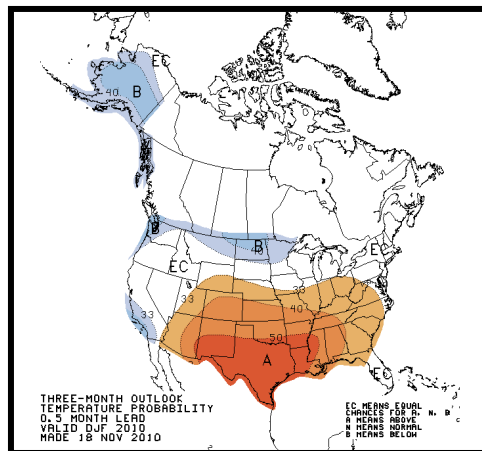 EC
40
B
B
B
40
EC
EC
33
33
33
40
50
A
EC
THREE-MONTH OUTLOOK
TEMPERATURE PROBABILITY
0.5 MONTH LEAD
VALID DJF 2010
MADE 18 NOV 2010
EC MEANS EQUAL
CHANCES FOR A, N, B
A MEANS ABOVE
N MEANS NORMAL
B MEANS BELOW